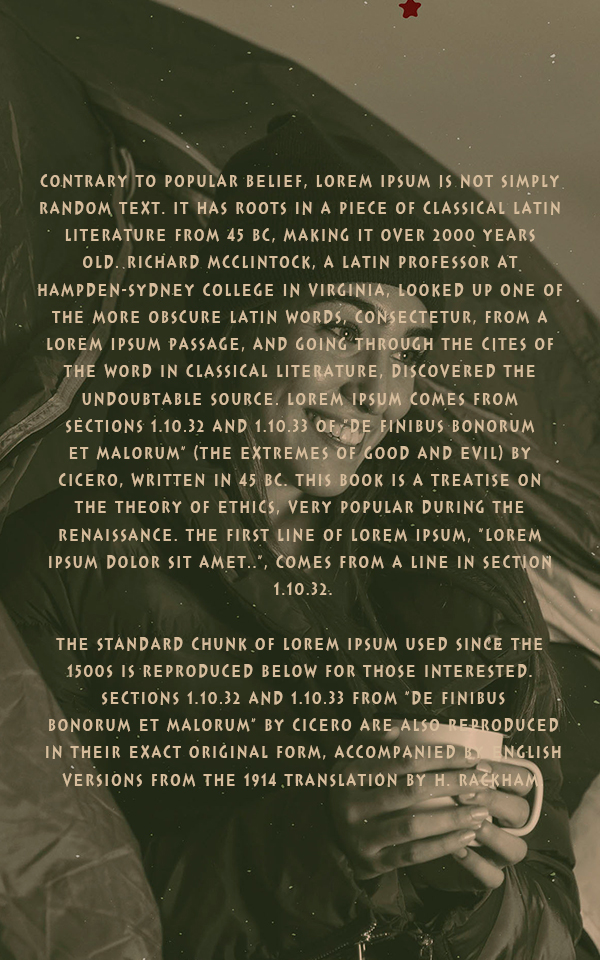 CONTRARY TO POPULAR BELIEF, LOREM IPSUM IS NOT SIMPLY
RANDOM TEXT. IT HAS ROOTS IN A PIECE OF CLASSICAL LATIN
LITERATURE FROM 45 BC, MAKING IT OVER 2000 YEARS
OLD. RICHARD MCCLINTOCK, A LATIN PROFESSOR AT
HAMPDEN-SYDNEY COLLEGE IN VIRGINIA, LOOKED UP ONE OF
THE MORE OBSCURE LATIN WORDS, CONSECTETUR, FROM A
LOREM IPSUM PASSAGE, AND GOING THROUGH THE CITES OF
THE WORD IN CLASSICAL LITERATURE, DISCOVERED THE
UNDOUBTABLE SOURCE. LOREM IPSUM COMES FROM
SECTIONS 1.10.32 AND 1.10.33 OF "DE FINIBUS BONORUM
ET MALORUM" (THE EXTREMES OF GOOD AND EVIL) BY
CICERO, WRITTEN IN 45 BC. THIS BOOK IS A TREATISE ON
THE THEORY OF ETHICS, VERY POPULAR DURING THE
RENAISSANCE. THE FIRST LINE OF LOREM IPSUM, "LOREM
IPSUM DOLOR SIT AMET..", COMES FROM A LINE IN SECTION
1.10.32.
THE STANDARD CHUNK OF LOREM IPSUM USED SINCE THE
1500S IS REPRODUCED BELOW FOR THOSE INTERESTED.
SECTIONS 1.10.32 AND 1.10.33 FROM "DE FINIBUS
BONORUM ET MALORUM" BY CICERO ARE ALSO REPRODUCED
IN THEIR EXACT ORIGINAL FORM, ACCOMPANIED BY ENGLISH
VERSIONS FROM THE 1914 TRANSLATION BY H. RACKHAM.